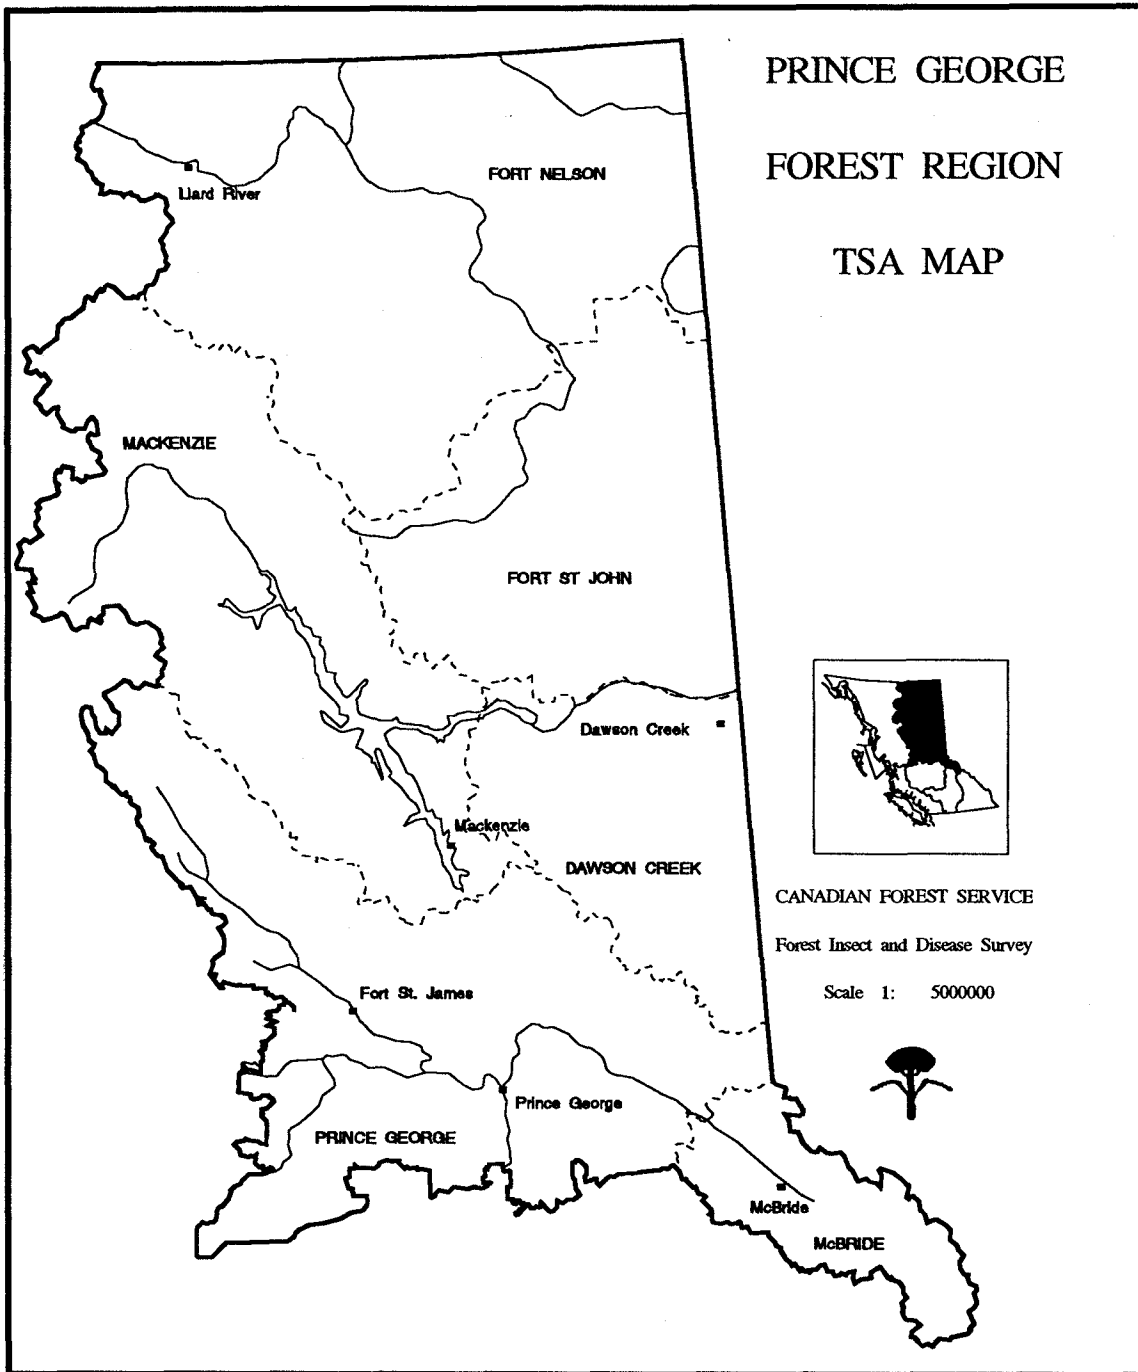 PRINCE GEORGE
FOREST REGION
TSA MAP
FORT NELSON
Liard River
MACKENZIE
FORT ST JOHN
Dawson Creek
Mackenzie
DAWSON CREEK
CANADIAN FOREST SERVICE
Forest Insect and Disease Survey
Scale 1: 5000000
Fort St. James
Prince George
PRINCE GEORGE
McBride
McBRIDE